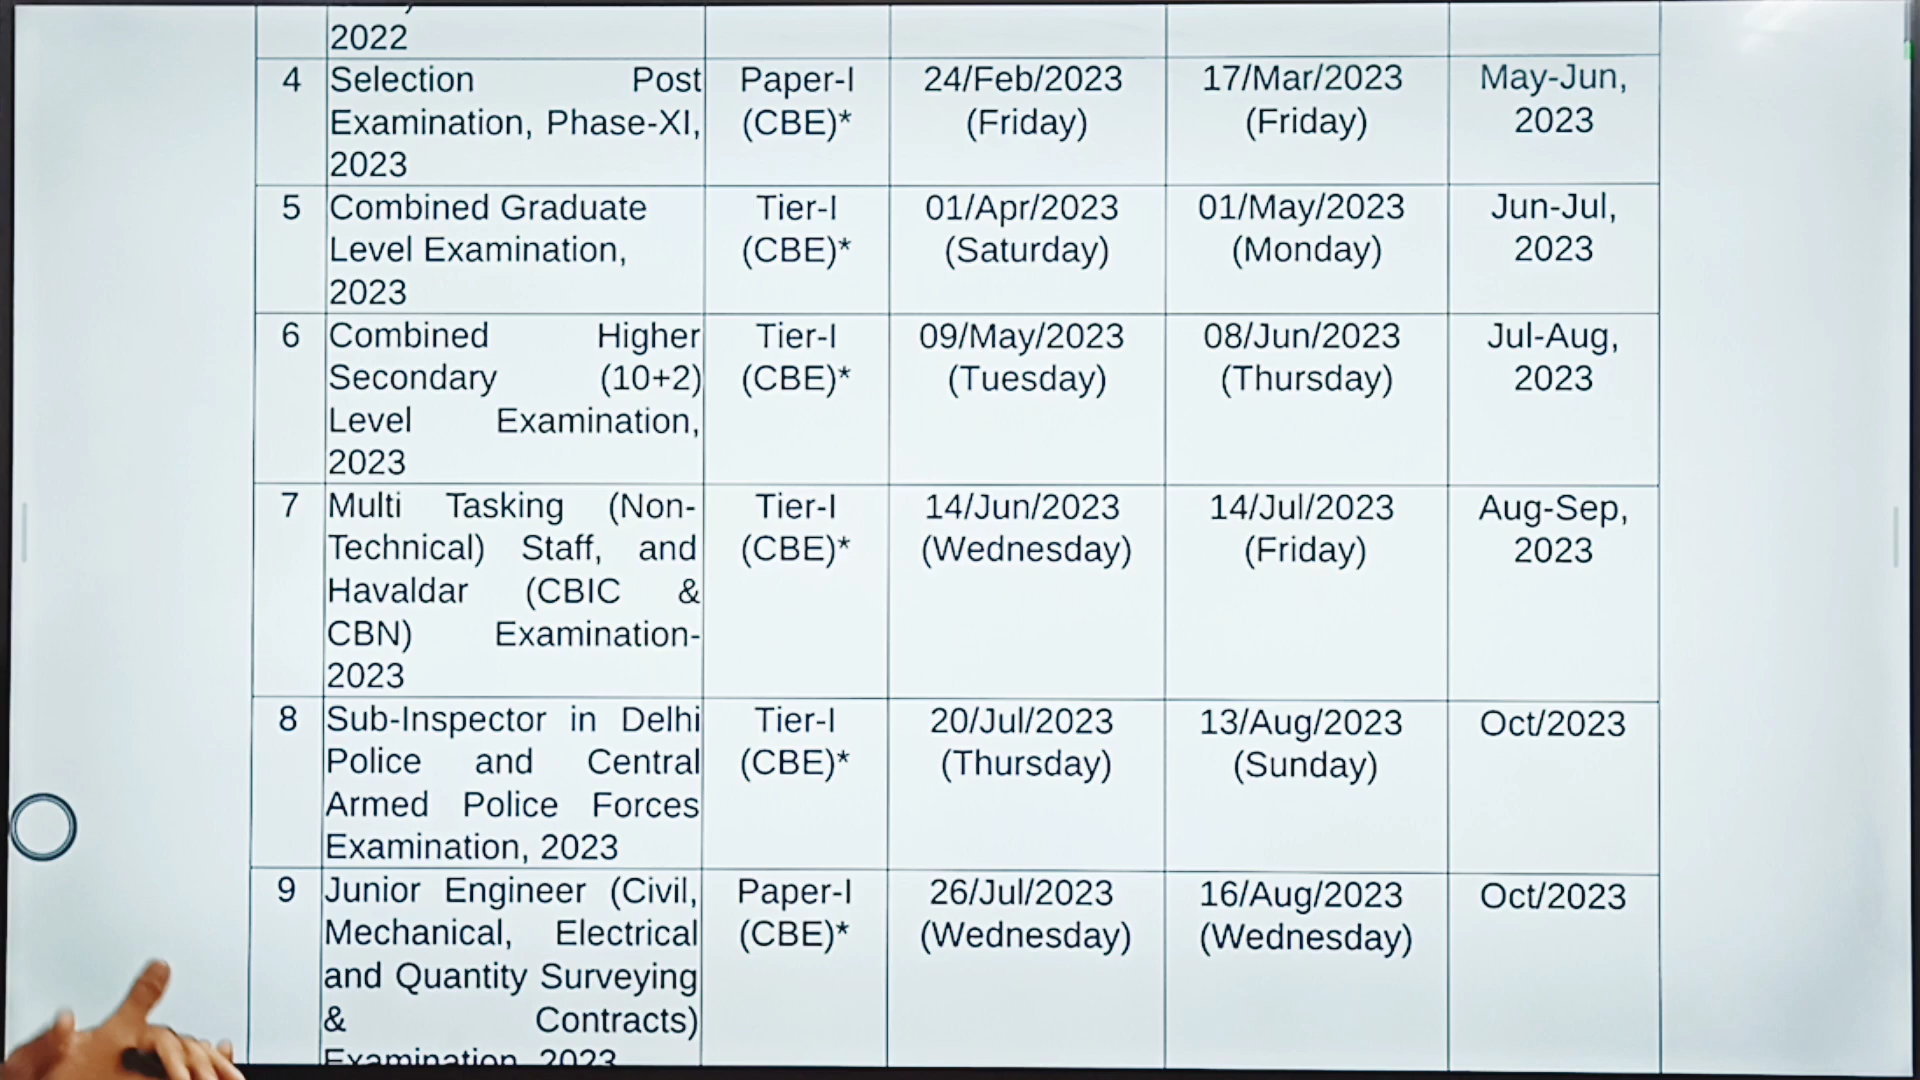 2022
4 Selection Post Paper-I 24/Feb/2023 17/Mar/2023 May-Jun,
Examination, Phase-XI, (CBE)* (Friday) (Friday) 2023
2023
5 Combined Graduate Tier-I 01/Apr/2023 01/May/2023 Jun-Jul,
Level Examination, (CBE)* (Saturday) (Monday) 2023
2023
6 Combined Higher Tier-I 09/May/2023 08/Jun/2023 Jul-Aug,
Secondary (10+2) (CBE)* (Tuesday) (Thursday) 2023
Level Examination,
2023
7 Multi Tasking (Non- Tier-I 14/Jun/2023 14/Jul/2023 Aug-Sep,
Technical) Staff, and (CBE)* (Wednesday) (Friday) 2023
Havaldar (CBIC &
CBN) Examination-
2023
8 Sub-Inspector in Delhi Tier-I 20/Jul/2023 13/Aug/2023 Oct/2023
Police and Central (CBE)* (Thursday) (Sunday)
Armed Police Forces
Examination, 2023
9 Junior Engineer (Civil, Paper-I 26/Jul/2023 16/Aug/2023 Oct/2023
Mechanical, Electrical (CBE)* (Wednesday) (Wednesday)
and Quantity Surveying
& Contracts)
Examination, 2023